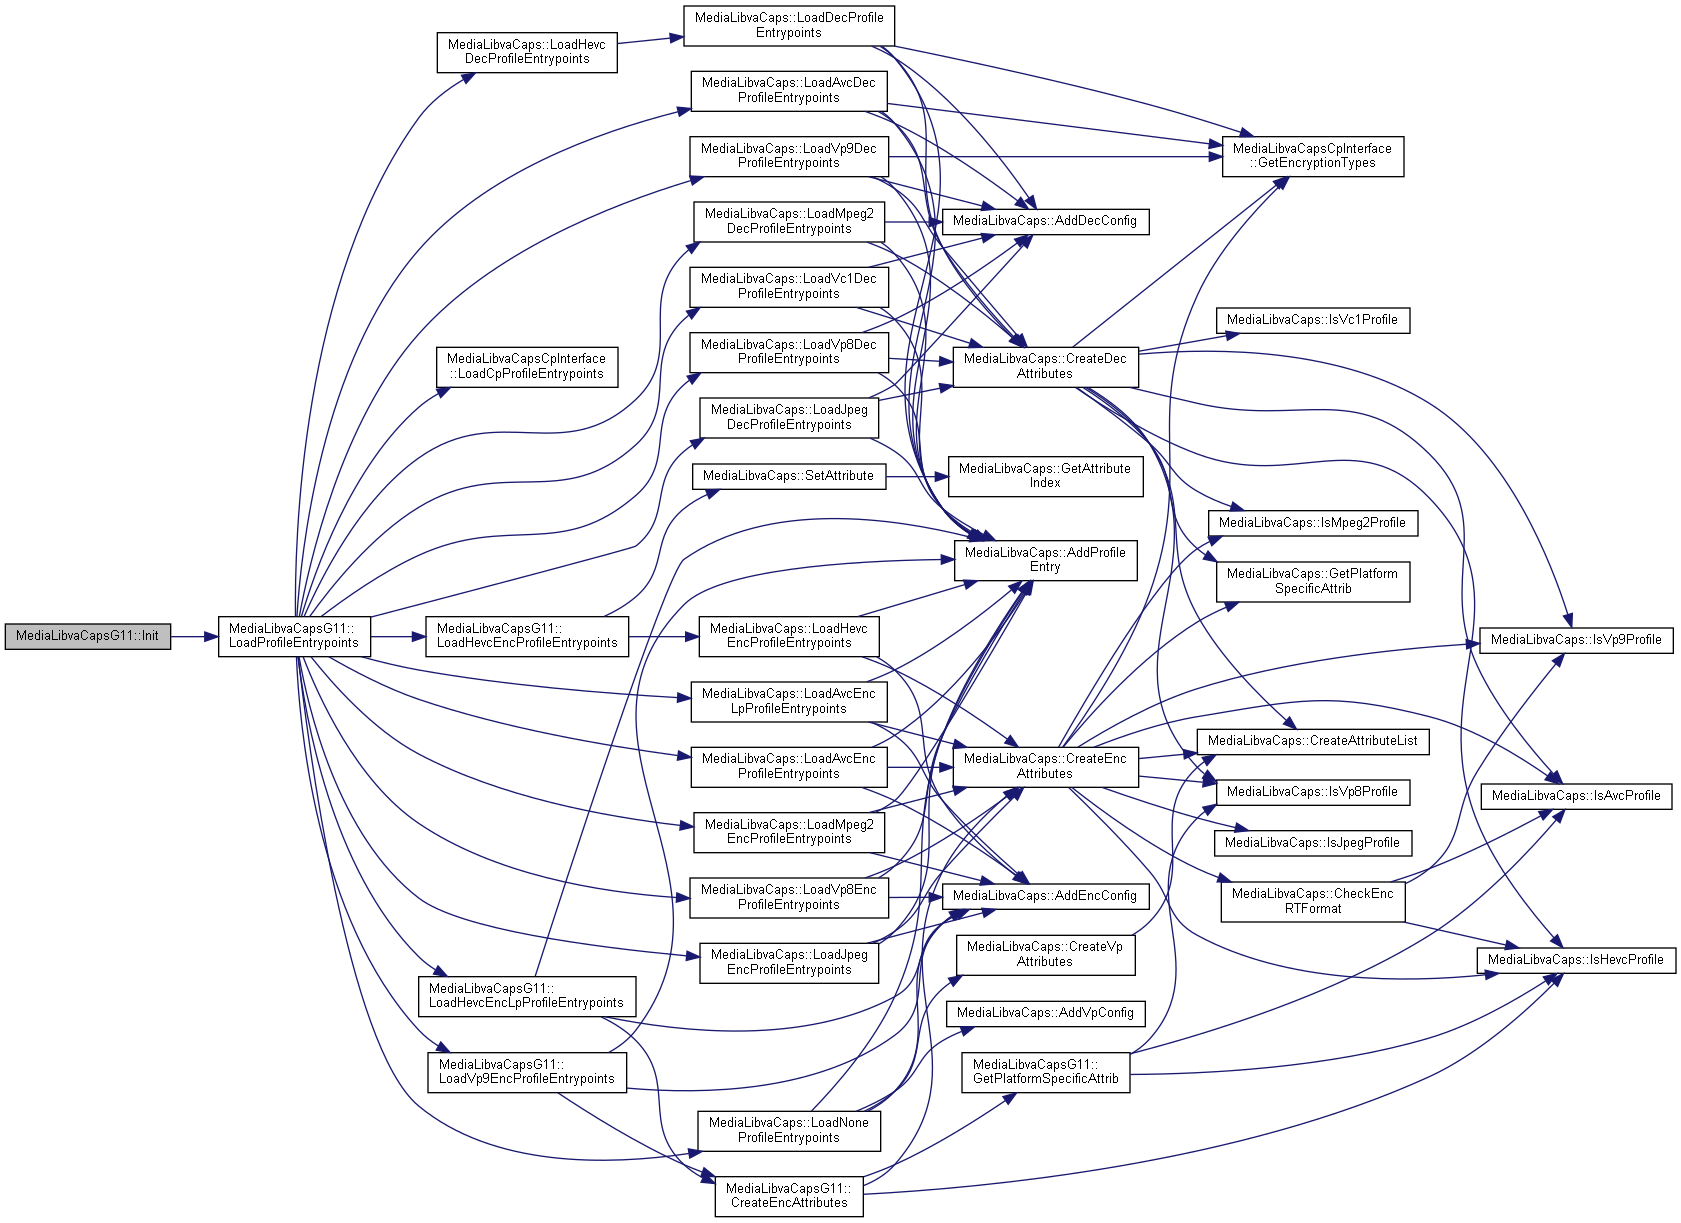 MediaLibvaCapsG11::Init
MediaLibvaCapsG11::
LoadProfileEntrypoints
MediaLibvaCaps::LoadHevc
DecProfileEntrypoints
MediaLibvaCapsCpInterface
::LoadCpProfileEntrypoints
MediaLibvaCapsG11::
LoadHevcEncProfileEntrypoints
MediaLibvaCapsG11::
LoadHevcEncLpProfileEntrypoints
MediaLibvaCapsG11::
LoadVp9EncProfileEntrypoints
MediaLibvaCaps::LoadDecProfile
Entrypoints
MediaLibvaCaps::LoadAvcDec
ProfileEntrypoints
MediaLibvaCaps::LoadVp9Dec
ProfileEntrypoints
MediaLibvaCaps::LoadMpeg2
DecProfileEntrypoints
MediaLibvaCaps::LoadVc1Dec
ProfileEntrypoints
MediaLibvaCaps::LoadVp8Dec
ProfileEntrypoints
MediaLibvaCaps::LoadJpeg
DecProfileEntrypoints
MediaLibvaCaps::SetAttribute
MediaLibvaCaps::LoadHevc
EncProfileEntrypoints
MediaLibvaCaps::LoadAvcEnc
LpProfileEntrypoints
MediaLibvaCaps::LoadAvcEnc
ProfileEntrypoints
MediaLibvaCaps::LoadMpeg2
EncProfileEntrypoints
MediaLibvaCaps::LoadVp8Enc
ProfileEntrypoints
MediaLibvaCaps::LoadJpeg
EncProfileEntrypoints
MediaLibvaCaps::LoadNone
ProfileEntrypoints
MediaLibvaCapsG11::
CreateEncAttributes
MediaLibvaCaps::AddDecConfig
MediaLibvaCaps::CreateDec
Attributes
MediaLibvaCaps::GetAttribute
Index
MediaLibvaCaps::AddProfile
Entry
MediaLibvaCaps::CreateEnc
Attributes
MediaLibvaCaps::AddEncConfig
MediaLibvaCaps::CreateVp
Attributes
MediaLibvaCaps::AddVpConfig
MediaLibvaCapsG11::
GetPlatformSpecificAttrib
MediaLibvaCapsCpInterface
::GetEncryptionTypes
MediaLibvaCaps::IsVc1Profile
MediaLibvaCaps::IsMpeg2Profile
MediaLibvaCaps::GetPlatform
SpecificAttrib
MediaLibvaCaps::CreateAttributeList
MediaLibvaCaps::IsVp8Profile
MediaLibvaCaps::IsJpegProfile
MediaLibvaCaps::CheckEnc
RTFormat
MediaLibvaCaps::IsVp9Profile
MediaLibvaCaps::IsAvcProfile
MediaLibvaCaps::IsHevcProfile